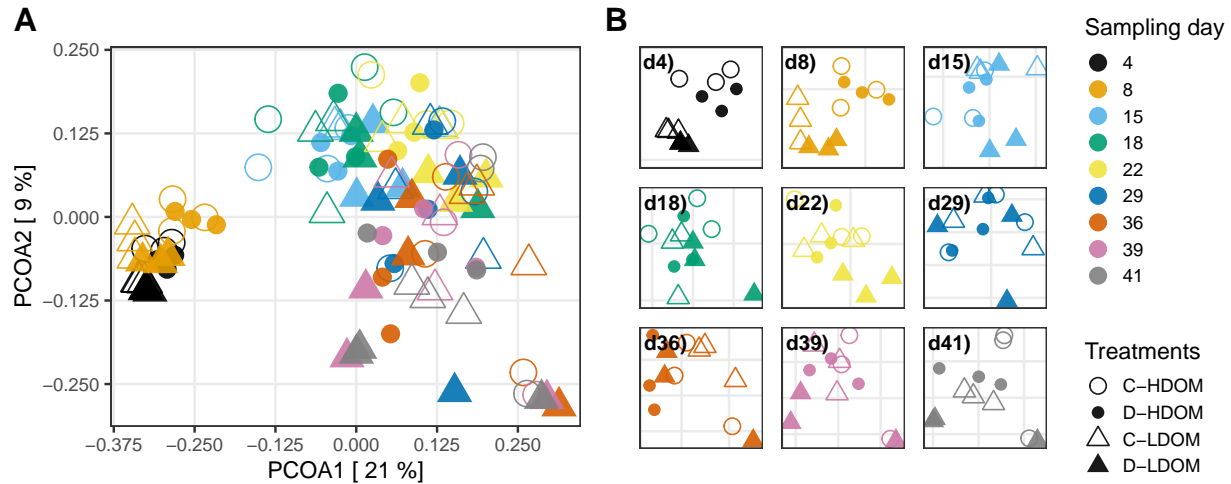 A
B
0.250
0.125
0.000
−0.125
−0.250
PCOA2 [ 9 %]
−0.375
−0.250
−0.125
0.000
0.125
0.250
PCOA1 [ 21 %]
d4)
d8)
d15)
d18)
d22)
d29)
d36)
d39)
d41)
Sampling day
4
8
15
18
22
29
36
39
41
Treatments
C−HDOM
D−HDOM
C−LDOM
D−LDOM